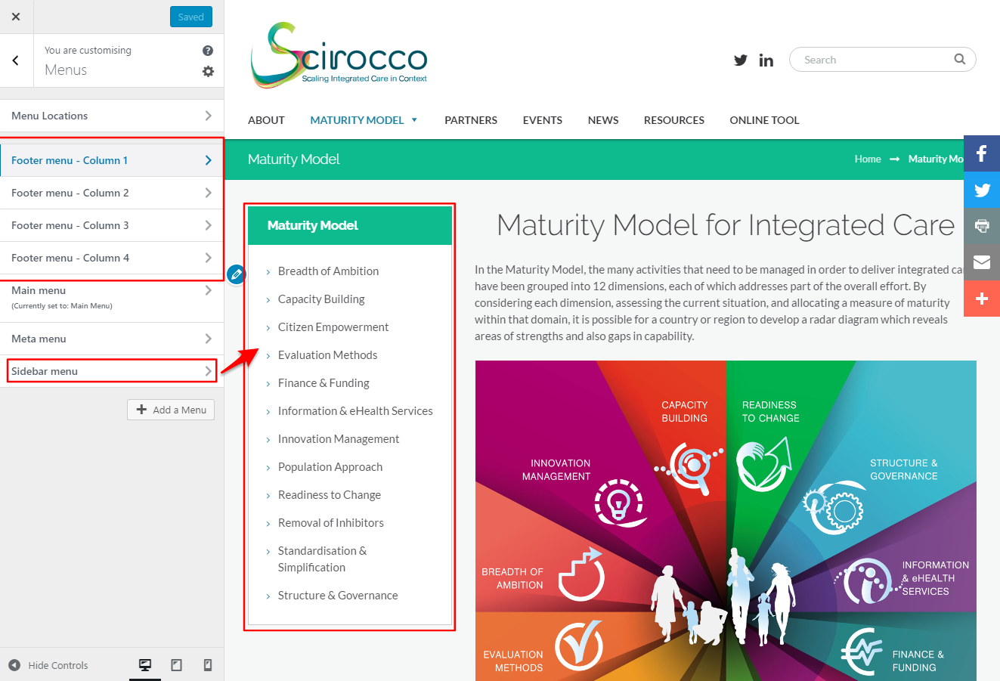 Saved
You are customising
Menus
Menu Locations
Footer menu - Column 1
Footer menu - Column 2
Footer menu - Column 3
Footer menu - Column 4
Main menu
(Currently set to: Main Menu)
Meta menu
Sidebar menu
Add a Menu
Hide Controls
Scirocco
Scaling Integrated Care in Context
Search
ABOUT MATURITY MODEL PARTNERS EVENTS NEWS RESOURCES ONLINE TOOL
Maturity Model
Home → Maturity Mo
Maturity Model
Breadth of Ambition
Capacity Building
Citizen Empowerment
Evaluation Methods
Finance & Funding
Information & eHealth Services
Innovation Management
Population Approach
Readiness to Change
Removal of Inhibitors
Standardisation &
Simplification
Structure & Governance
Maturity Model for Integrated Care
In the Maturity Model, the many activities that need to be managed in order to deliver integrated ca
have been grouped into 12 dimensions, each of which addresses part of the overall effort. By
considering each dimension, assessing the current situation, and allocating a measure of maturity
within that domain, it is possible for a country or region to develop a radar diagram which reveals
areas of strengths and also gaps in capability.
CAPACITY
BUILDING
READINESS
TO CHANGE
INNOVATION
MANAGEMENT
STRUCTURE &
GOVERNANCE
BREADTH OF
AMBITION
INFORMATION
& eHEALTH
SERVICES
EVALUATION
METHODS
FINANCE &
FUNDING